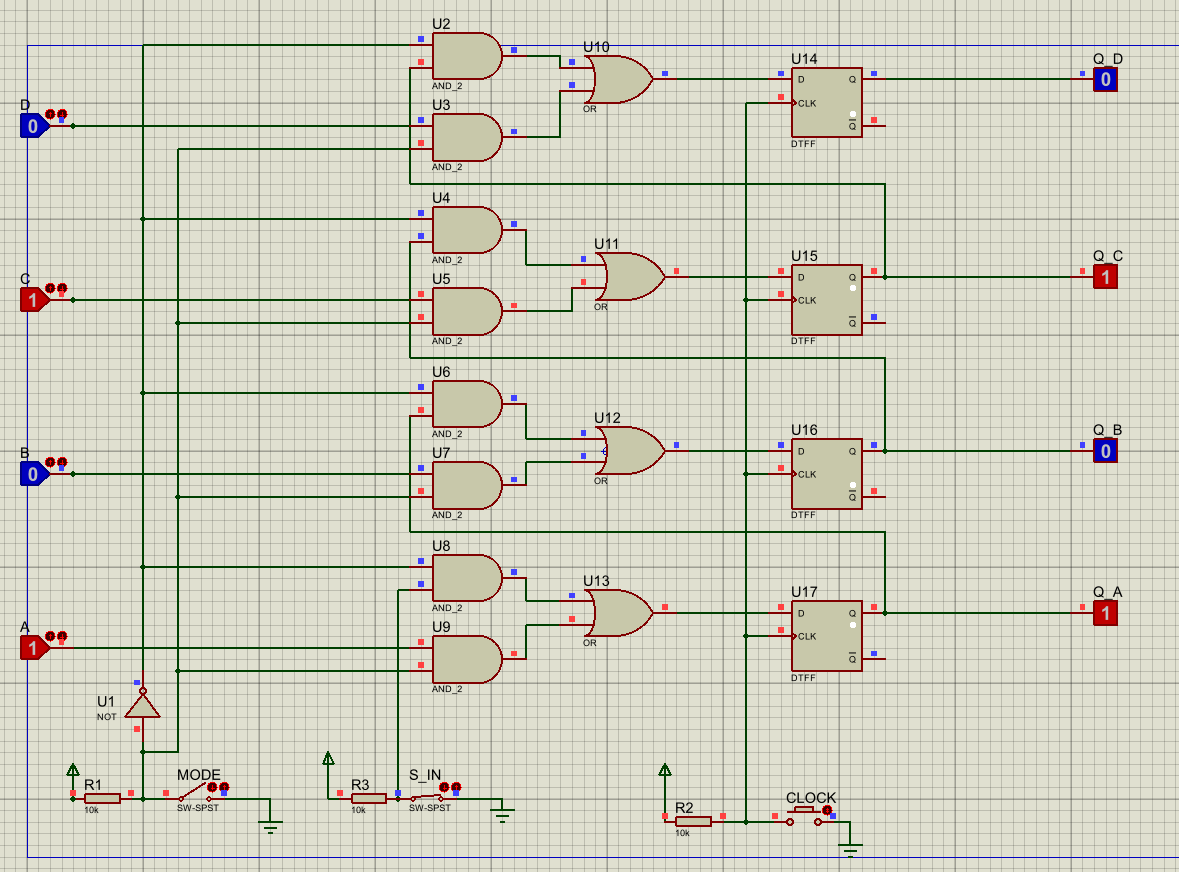 U2
AND_2
U10
OR
U14
D
Q
CLK
Q
DTFF
Q_D
0
D
0
U3
AND_2
U4
AND_2
U11
OR
U15
D
Q
CLK
Q
DTFF
Q_C
1
C
1
U5
AND_2
U6
AND_2
U12
OR
U16
D
Q
CLK
Q
DTFF
Q_B
0
B
0
U7
AND_2
U8
AND_2
U13
OR
U17
D
Q
CLK
Q
DTFF
Q_A
1
A
1
U9
AND_2
U1
NOT
R1
10k
MODE
SW-SPST
R3
10k
S_IN
SW-SPST
R2
10k
CLOCK